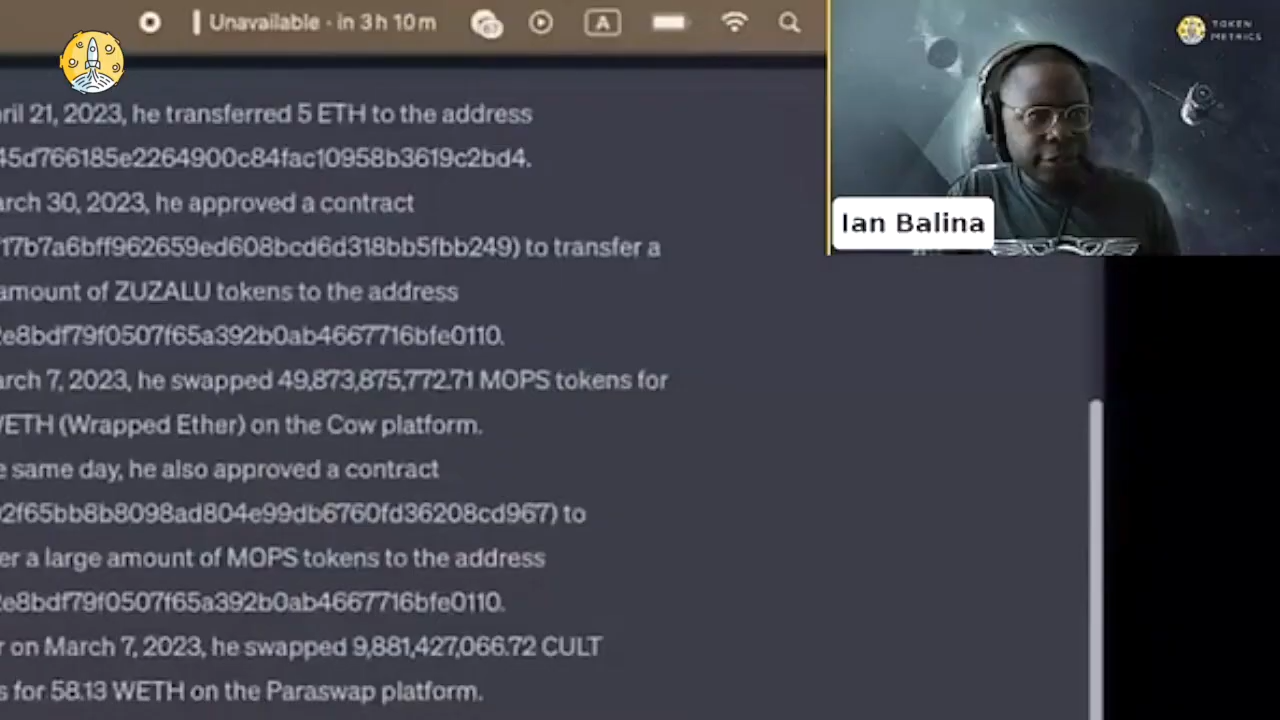 Unavailable · in 3h 10m
A
TOKEN
METRICS
ril 21, 2023, he transferred 5 ETH to the address
45d766185e2264900c84fac10958b3619c2bd4.
arch 30, 2023, he approved a contract
17b7a6bff962659ed608bcd6d318bb5fbb249) to transfer a
Ian Balina
amount of ZUZALU tokens to the address
2e8bdf79f0507f65a392b0ab4667716bfe0110.
arch 7, 2023, he swapped 49,873,875,772.71 MOPS tokens for
WETH (Wrapped Ether) on the Cow platform.
e same day, he also approved a contract
02f65bb8b8098ad804e99db6760fd36208cd967) to
er a large amount of MOPS tokens to the address
2e8bdf79f0507f65a392b0ab4667716bfe0110.
r on March 7, 2023, he swapped 9,881,427,066.72 CULT
s for 58.13 WETH on the Paraswap platform.